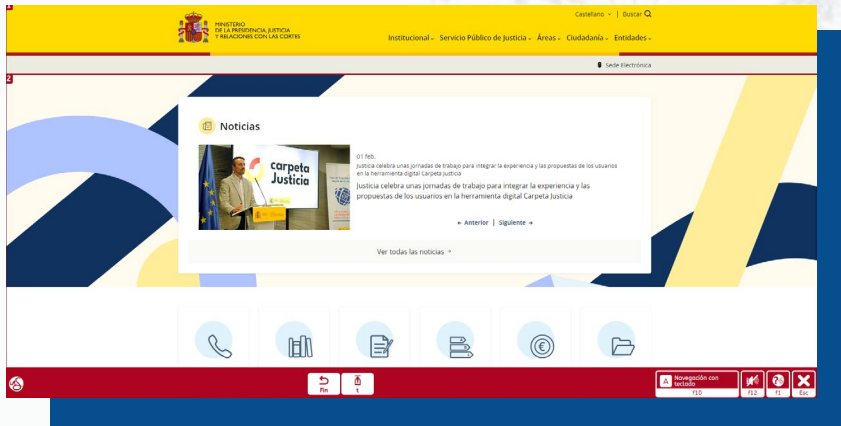 1
Castellano | Buscar
MINISTERIO
DE LA PRESIDENCIA, JUSTICIA
Y RELACIONES CON LAS CORTES
Institucional Servicio Público de Justicia Áreas Ciudadanía Entidades
Sede Electrónica
2
Noticias
carpeta
Justicia
01 feb.
Justicia celebra unas jornadas de trabajo para integrar la experiencia y las propuestas de los usuarios
en la herramienta digital Carpeta Justicia
Justicia celebra unas jornadas de trabajo para integrar la experiencia y las
propuestas de los usuarios en la herramienta digital Carpeta Justicia
← Anterior | Siguiente →
Ver todas las noticias →
Fin
t
A Navegación con
teclado
f10
f12
f1
Esc